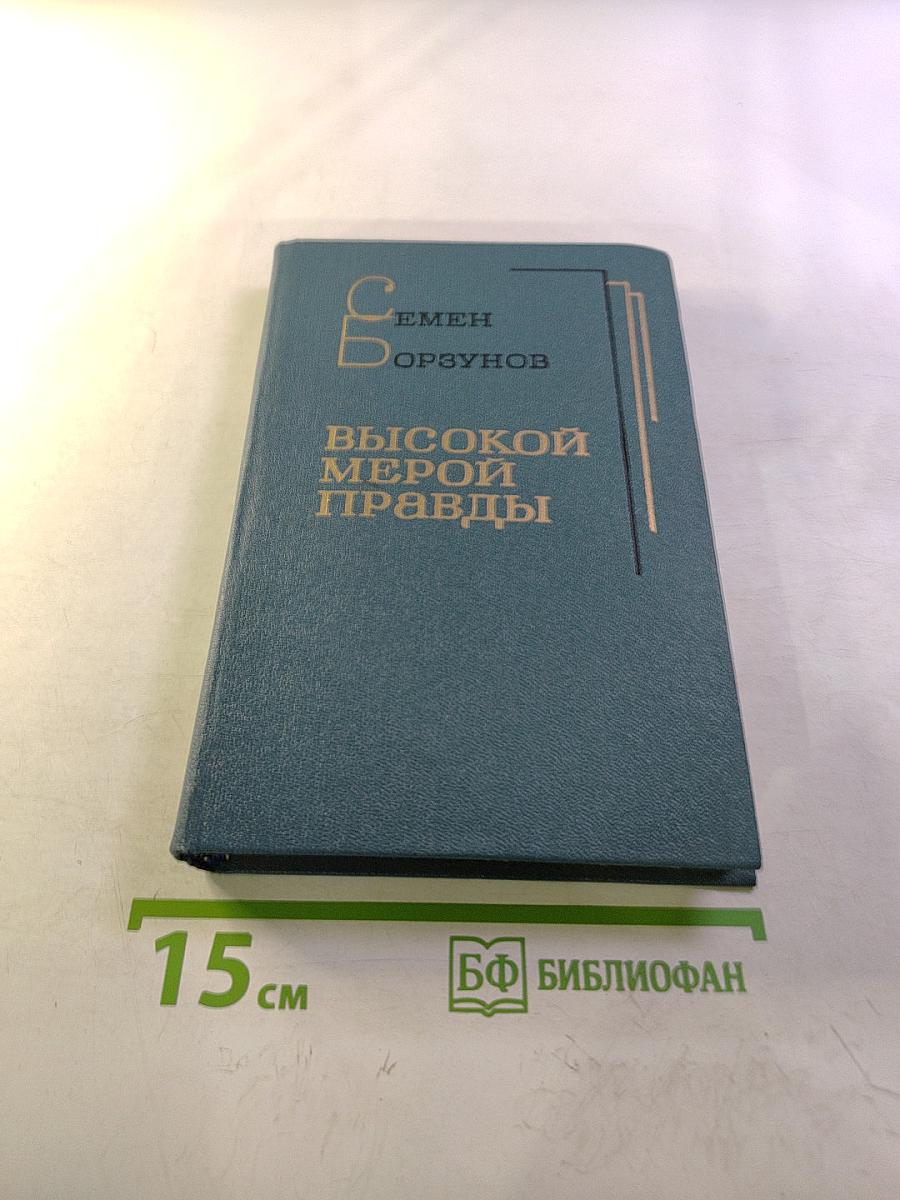 Семен
Борзунов
ВЫСОКОЙ
МЕРОЙ
ПРАВДЫ
15 см
БФ БИБЛИОФАН